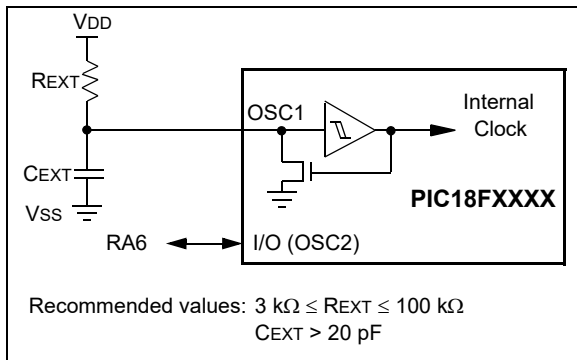 VDD
REXT
OSC1
Internal
Clock
CEXT
PIC18FXXXX
VSS
RA6
I/O (OSC2)
Recommended values: 3 kΩ ≤ REXT ≤ 100 kΩ
CEXT > 20 pF